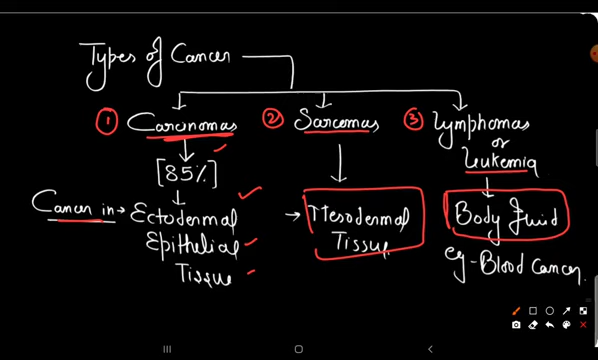 Types of Cancer
① Carcinomas ② Sarcomas ③ Lymphomas
or
Leukemia
[85%]
Cancer in → Ectodermal
Epithelial
Tissue
→ Mesodermal
Tissue
Body fluid
eg - Blood Cancer